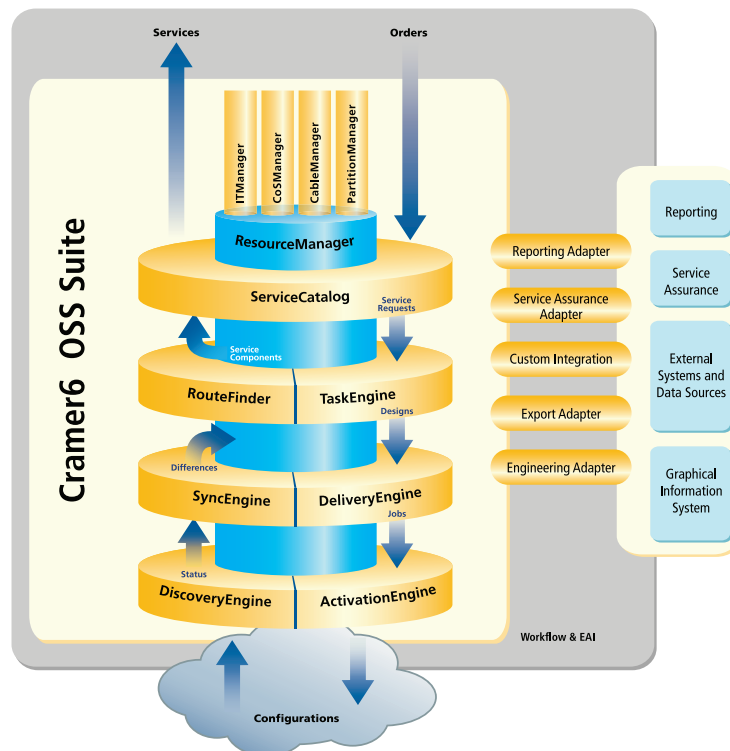 Services
Orders
ITManager
CoSManager
CableManager
PartitionManager
ResourceManager
ServiceCatalog
Service
Requests
Service
Components
RouteFinder
TaskEngine
Designs
Differences
SyncEngine
DeliveryEngine
Jobs
Status
DiscoveryEngine
ActivationEngine
Configurations
Cramer6 OSS Suite
Reporting Adapter
Service Assurance
Adapter
Custom Integration
Export Adapter
Engineering Adapter
Reporting
Service
Assurance
External
Systems and
Data Sources
Graphical
Information
System
Workflow & EAI